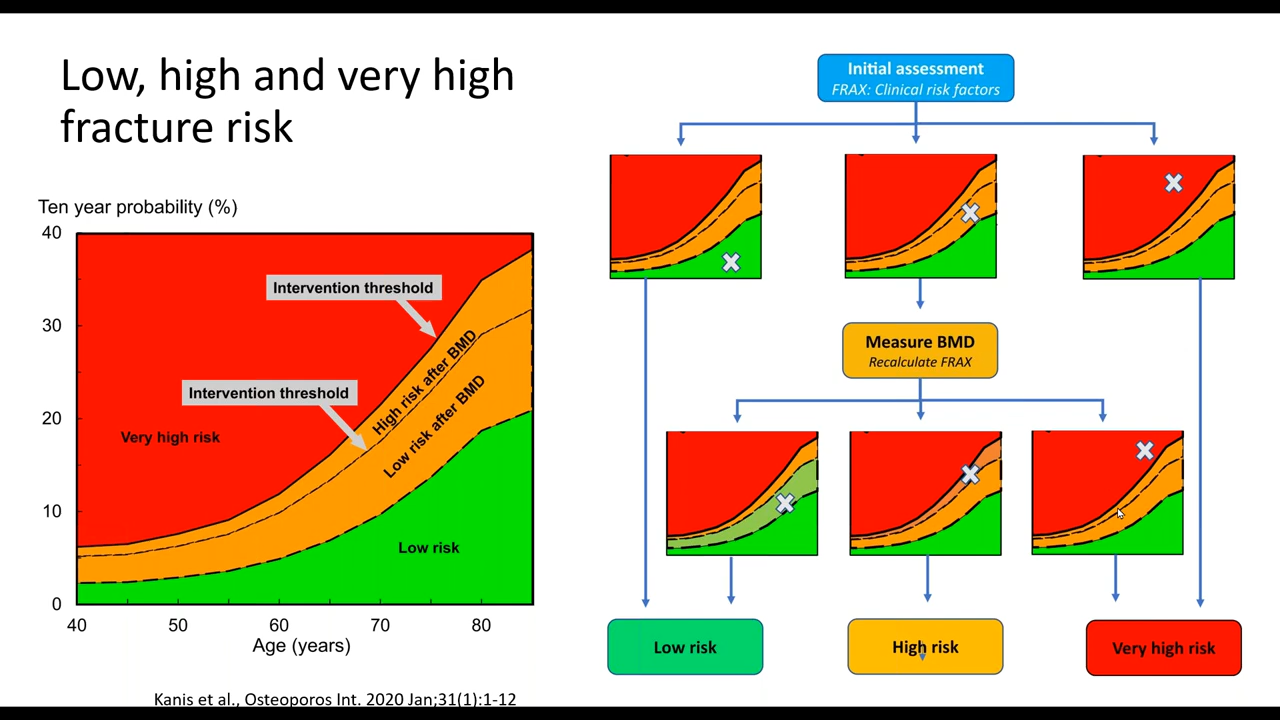 Low, high and very high
fracture risk
Ten year probability (%)
40
30
20
10
0
Intervention threshold
Intervention threshold
High risk after BMD
Low risk after BMD
Very high risk
Low risk
40
50
60
70
80
Age (years)
Kanis et al., Osteoporos Int. 2020 Jan;31(1):1-12
Initial assessment
FRAX: Clinical risk factors
Measure BMD
Recalculate FRAX
Low risk
High risk
Very high risk